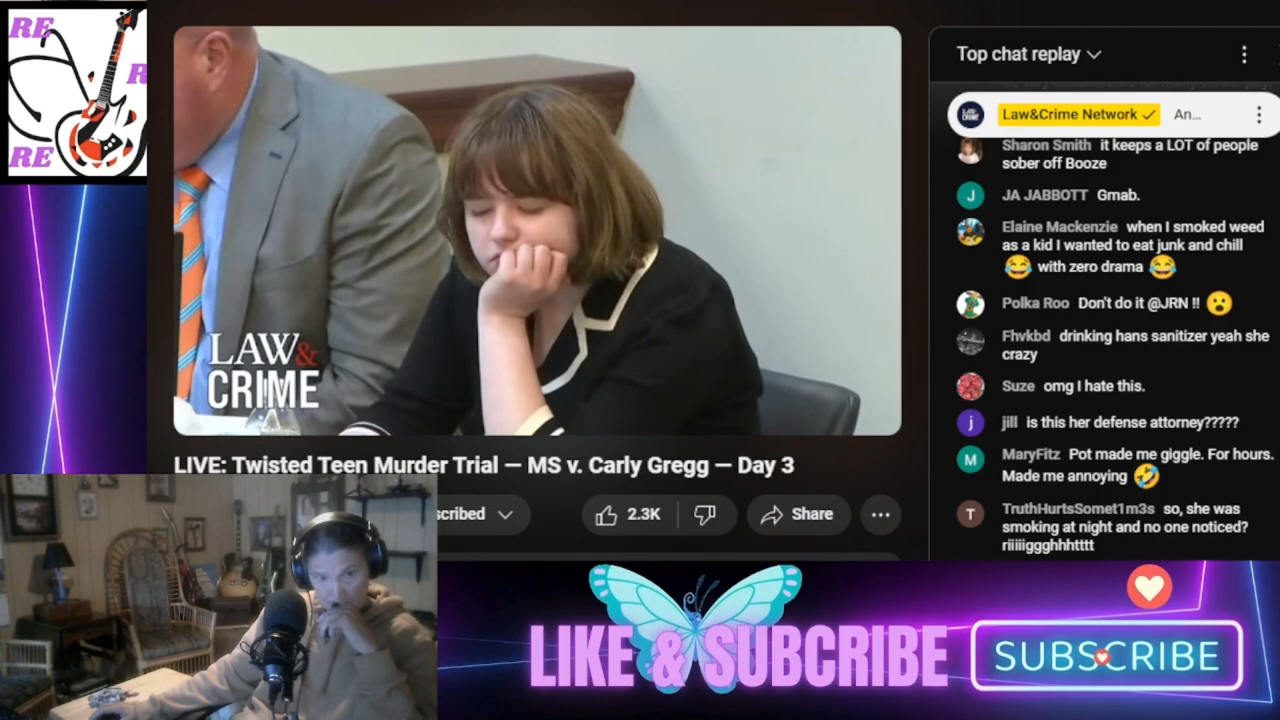 RE
RE
RE
LAW&
CRIME
LIVE: Twisted Teen Murder Trial — MS v. Carly Gregg — Day 3
scribed
2.3K
Share
Top chat replay
Law&Crime Network An...
Sharon Smith it keeps a LOT of people
sober off Booze
J JA JABBOTT Gmab.
Elaine Mackenzie when I smoked weed
as a kid I wanted to eat junk and chill
😂 with zero drama 😂
Polka Roo Don't do it @JRN !! 😮
Fhvkbd drinking hans sanitizer yeah she
crazy
Suze omg I hate this.
j jill is this her defense attorney?????
M MaryFitz Pot made me giggle. For hours.
Made me annoying 🤣
T TruthHurtsSomet1m3s so, she was
smoking at night and no one noticed?
riiiiiggghhhtttt
LIKE & SUBCRIBE
SUBSCRIBE